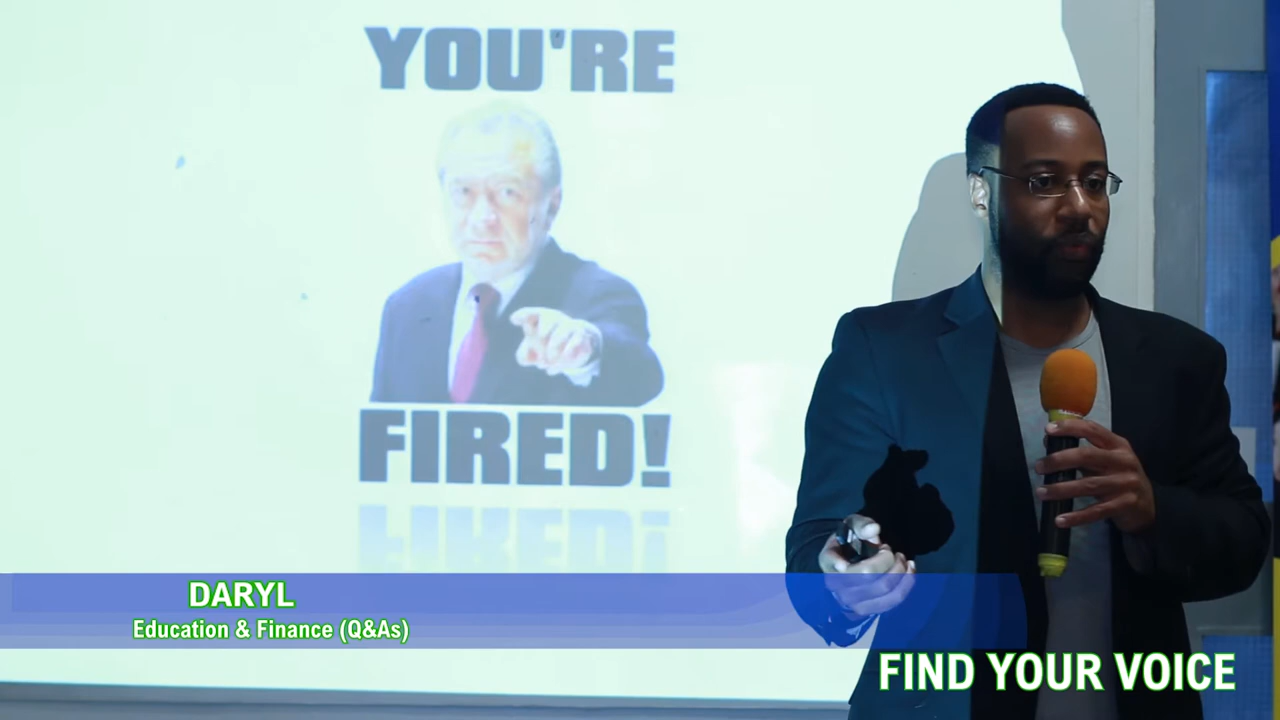 YOU'RE
FIRED!
DARYL
Education & Finance (Q&As)
FIND YOUR VOICE